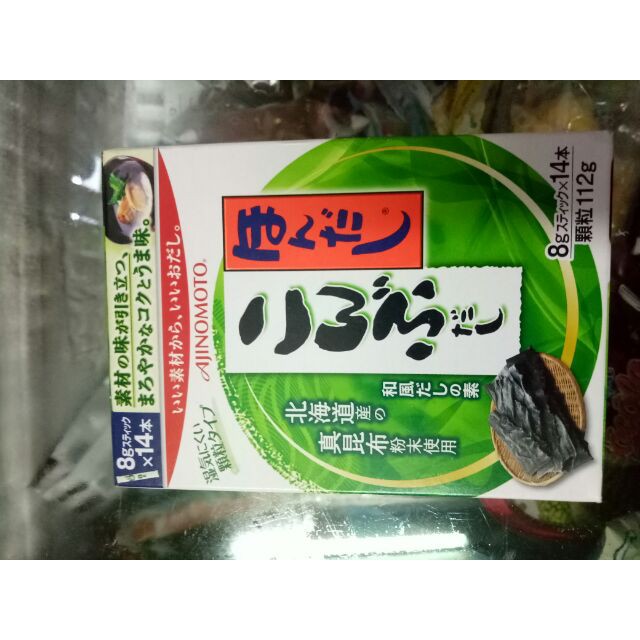 8gスティック
×14本
素材の味が引き立つ、
まろやかなコクとうま味。
いい素材から、いいおだし。
AJINOMOTO®
湿気にくい
顆粒タイプ
ほんだし®
こんぶだし
和風だしの素
北海道産の
真昆布粉末使用
8gスティック×14本
顆粒112g